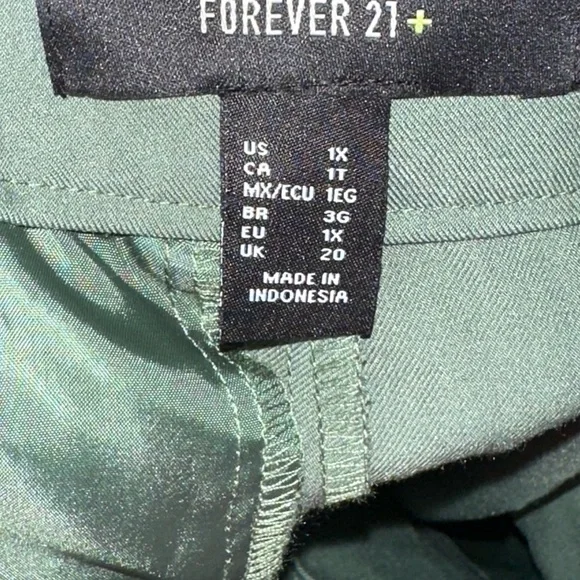 FOREVER 21+
US 1X
CA 1T
MX/ECU 1EG
BR 3G
EU 1X
UK 20
MADE IN
INDONESIA